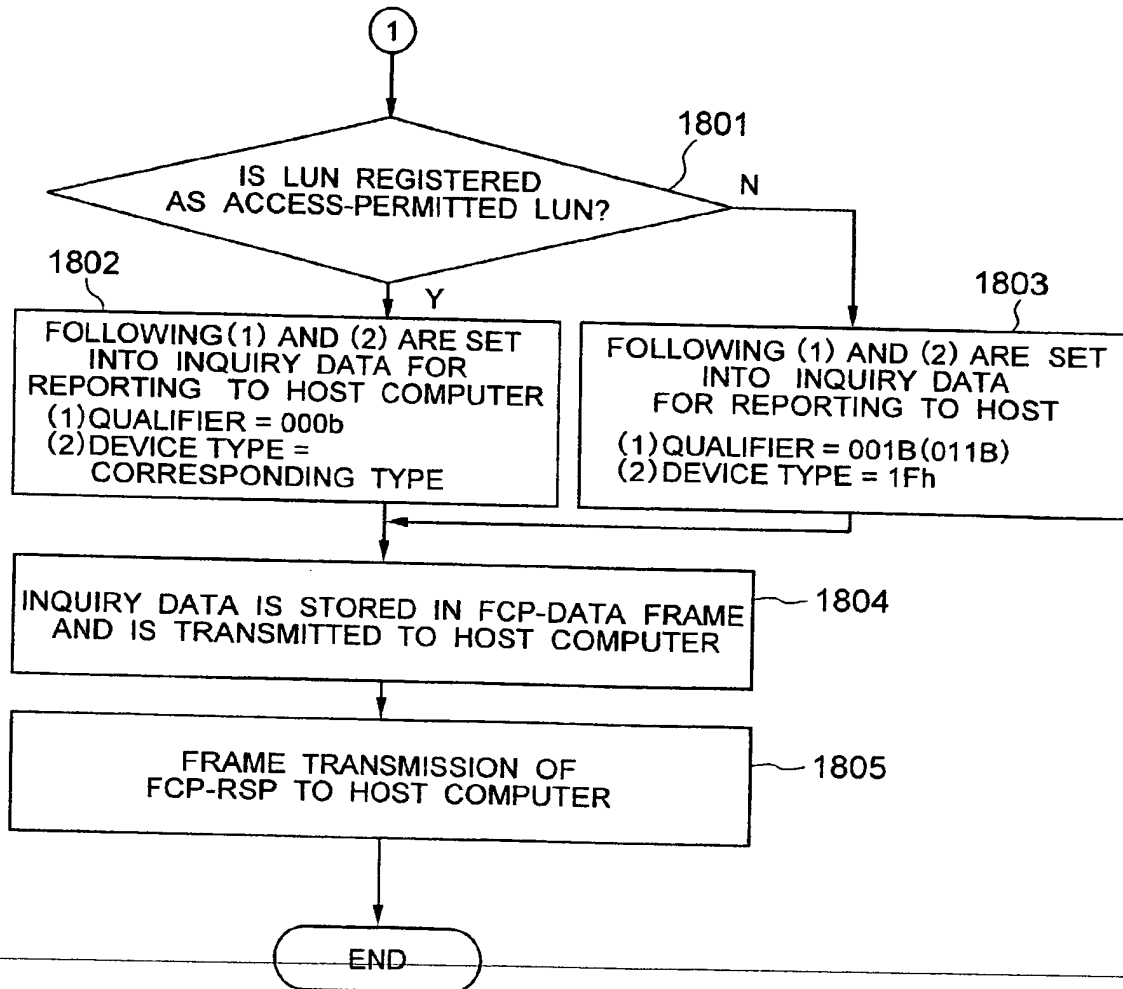 1
1801
IS LUN REGISTERED
AS ACCESS-PERMITTED LUN?
N
1802
Y
1803
FOLLOWING (1) AND (2) ARE SET
INTO INQUIRY DATA FOR
REPORTING TO HOST COMPUTER
(1) QUALIFIER = 000b
(2) DEVICE TYPE =
CORRESPONDING TYPE
FOLLOWING (1) AND (2) ARE SET
INTO INQUIRY DATA
FOR REPORTING TO HOST
(1) QUALIFIER = 001B(011B)
(2) DEVICE TYPE = 1Fh
INQUIRY DATA IS STORED IN FCP-DATA FRAME
AND IS TRANSMITTED TO HOST COMPUTER
1804
FRAME TRANSMISSION OF
FCP-RSP TO HOST COMPUTER
1805
END